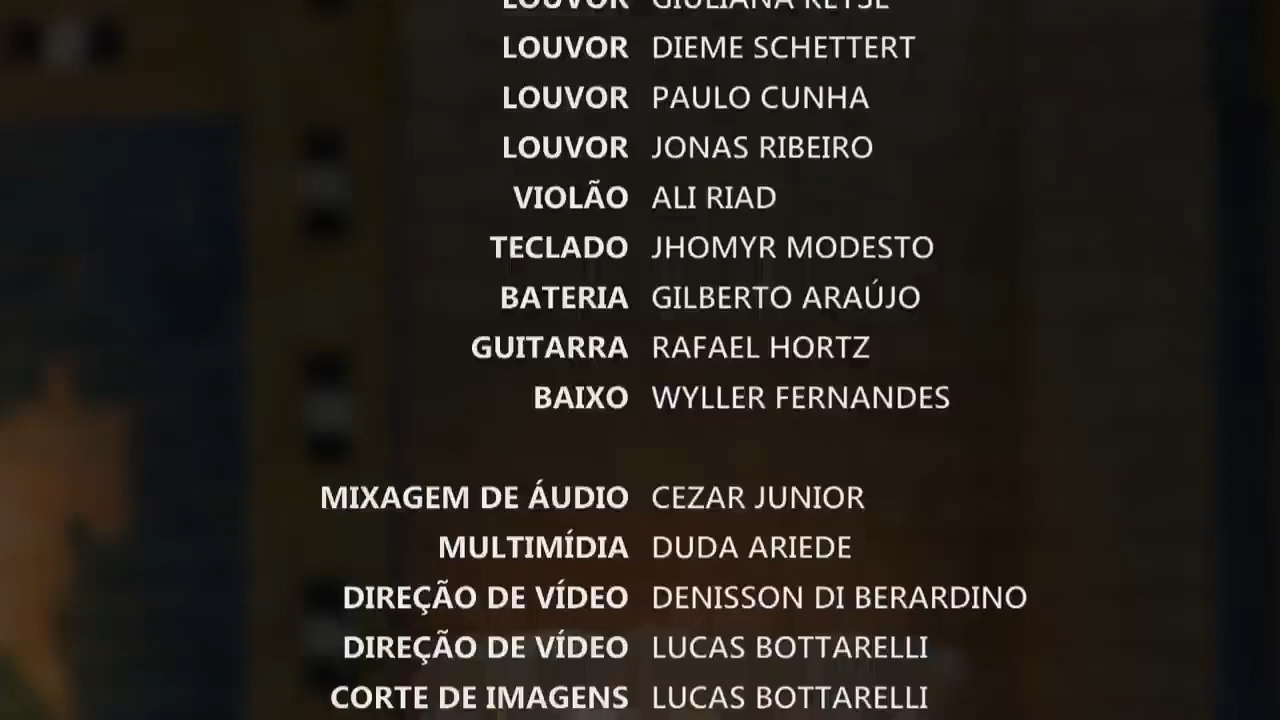 LOUVOR GIULIANA
LOUVOR DIEME SCHETTERT
LOUVOR PAULO CUNHA
LOUVOR JONAS RIBEIRO
VIOLÃO ALI RIAD
TECLADO JHOMYR MODESTO
BATERIA GILBERTO ARAÚJO
GUITARRA RAFAEL HORTZ
BAIXO WYLLER FERNANDES
MIXAGEM DE ÁUDIO CEZAR JUNIOR
MULTIMÍDIA DUDA ARIEDE
DIREÇÃO DE VÍDEO DENISSON DI BERARDINO
DIREÇÃO DE VÍDEO LUCAS BOTTARELLI
CORTE DE IMAGENS LUCAS BOTTARELLI